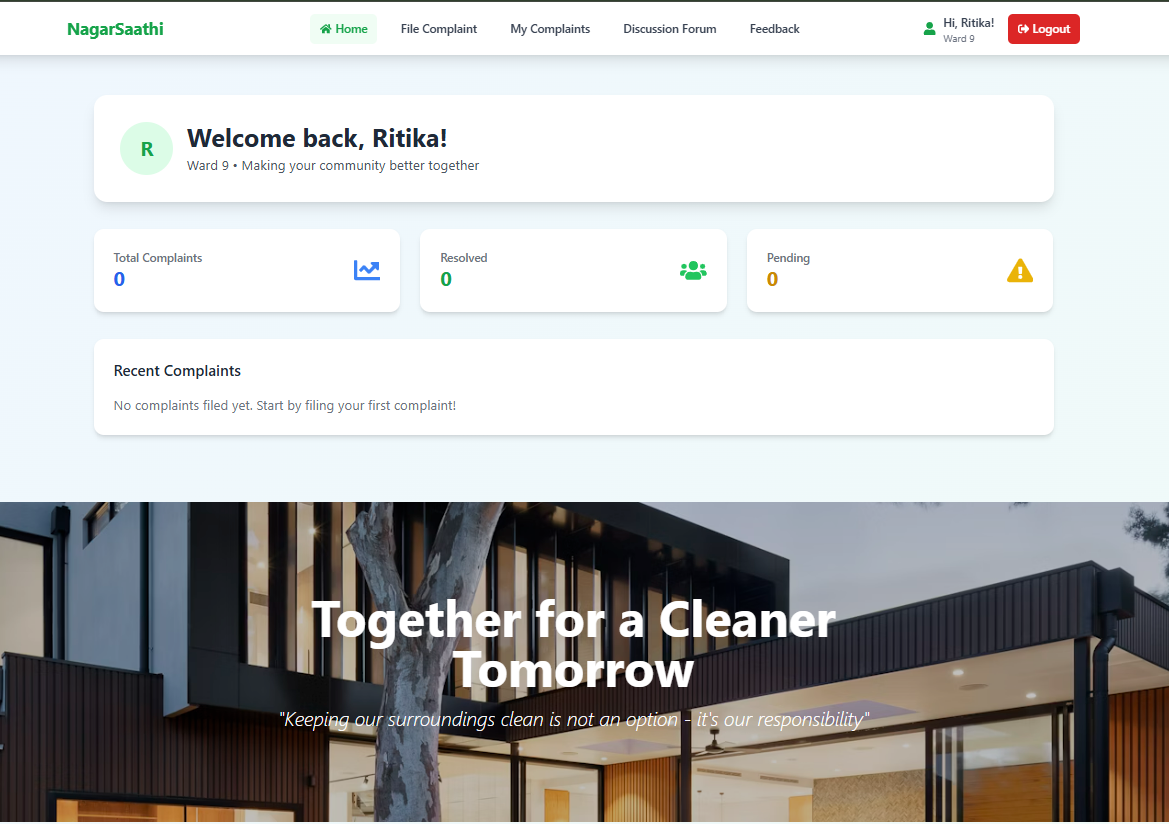 NagarSaathi
Home
File Complaint
My Complaints
Discussion Forum
Feedback
Hi, Ritika!
Ward 9
Logout
R
Welcome back, Ritika!
Ward 9 • Making your community better together
Total Complaints
0
Resolved
0
Pending
0
Recent Complaints
No complaints filed yet. Start by filing your first complaint!
Together for a Cleaner
Tomorrow
"Keeping our surroundings clean is not an option - it's our responsibility"